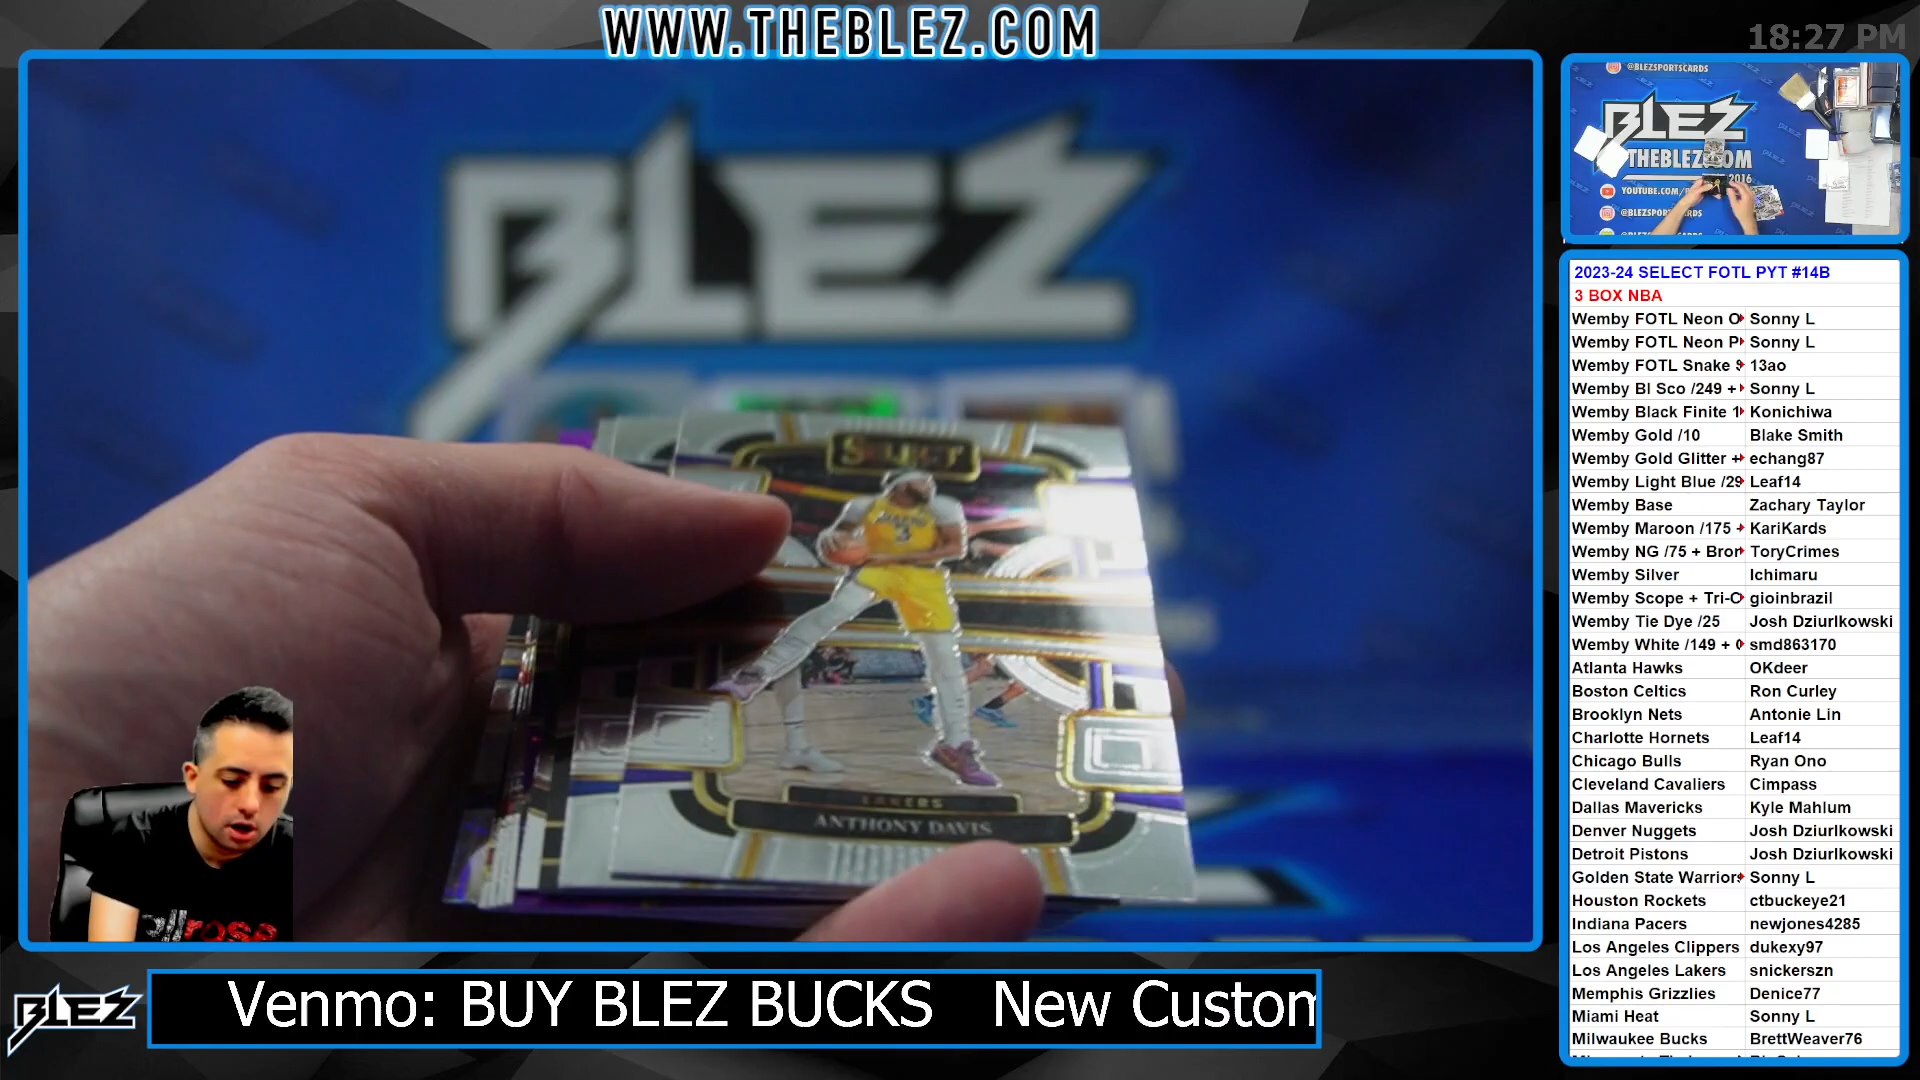 WWW.THEBLEZ.COM
18:27 PM
BLEZ
SELECT
LAKERS
ANTHONY DAVIS
@BLEZSPORTSCARDS
BLEZ
2016
2023-24 SELECT FOTL PYT #14B
3 BOX NBA
Wemby FOTL Neon O Sonny L
Wemby FOTL Neon P Sonny L
Wemby FOTL Snake S 13ao
Wemby Bl Sco /249 + Sonny L
Wemby Black Finite 1 Konichiwa
Wemby Gold /10 Blake Smith
Wemby Gold Glitter + echang87
Wemby Light Blue /29 Leaf14
Wemby Base Zachary Taylor
Wemby Maroon /175 + KariKards
Wemby NG /75 + Bron ToryCrimes
Wemby Silver Ichimaru
Wemby Scope + Tri-C gioinbrazil
Wemby Tie Dye /25 Josh Dziurlkowski
Wemby White /149 + smd863170
Atlanta Hawks OKdeer
Boston Celtics Ron Curley
Brooklyn Nets Antonie Lin
Charlotte Hornets Leaf14
Chicago Bulls Ryan Ono
Cleveland Cavaliers Cimpass
Dallas Mavericks Kyle Mahlum
Denver Nuggets Josh Dziurlkowski
Detroit Pistons Josh Dziurlkowski
Golden State Warriors Sonny L
Houston Rockets ctbuckeye21
Indiana Pacers newjones4285
Los Angeles Clippers dukexy97
Los Angeles Lakers snickerszn
Memphis Grizzlies Denice77
Miami Heat Sonny L
Milwaukee Bucks BrettWeaver76
BLEZ
Venmo: BUY BLEZ BUCKS New Custom